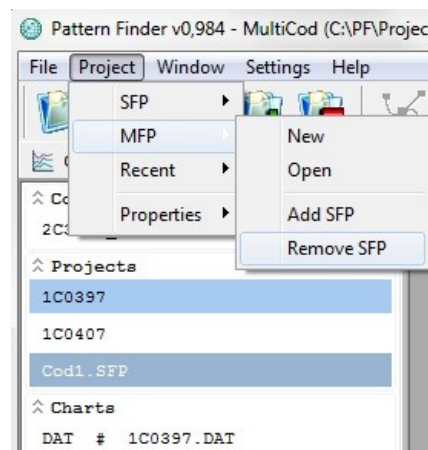 Pattern Finder v0,984 - MultiCod (C:\PF\Projec
File Project Window Settings Help
SFP
MFP
Recent
Properties
New
Open
Add SFP
Remove SFP
Projects
1C0397
1C0407
Cod1.SFP
Charts
DAT # 1C0397.DAT